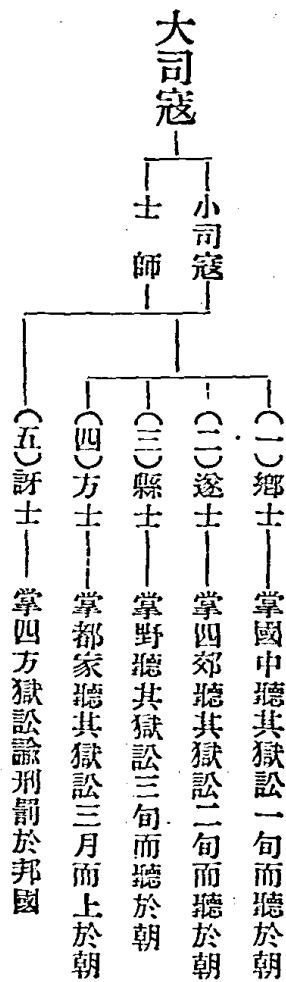 大司寇
小司寇
士師
（一）鄉士——掌國中聽其獄訟一旬而聽於朝
（二）遂士——掌四郊聽其獄訟二旬而聽於朝
（三）縣士——掌野聽其獄訟三旬而聽於朝
（四）方士——掌都家聽其獄訟三月而上於朝
（五）訝士——掌四方獄訟諭刑罰於邦國